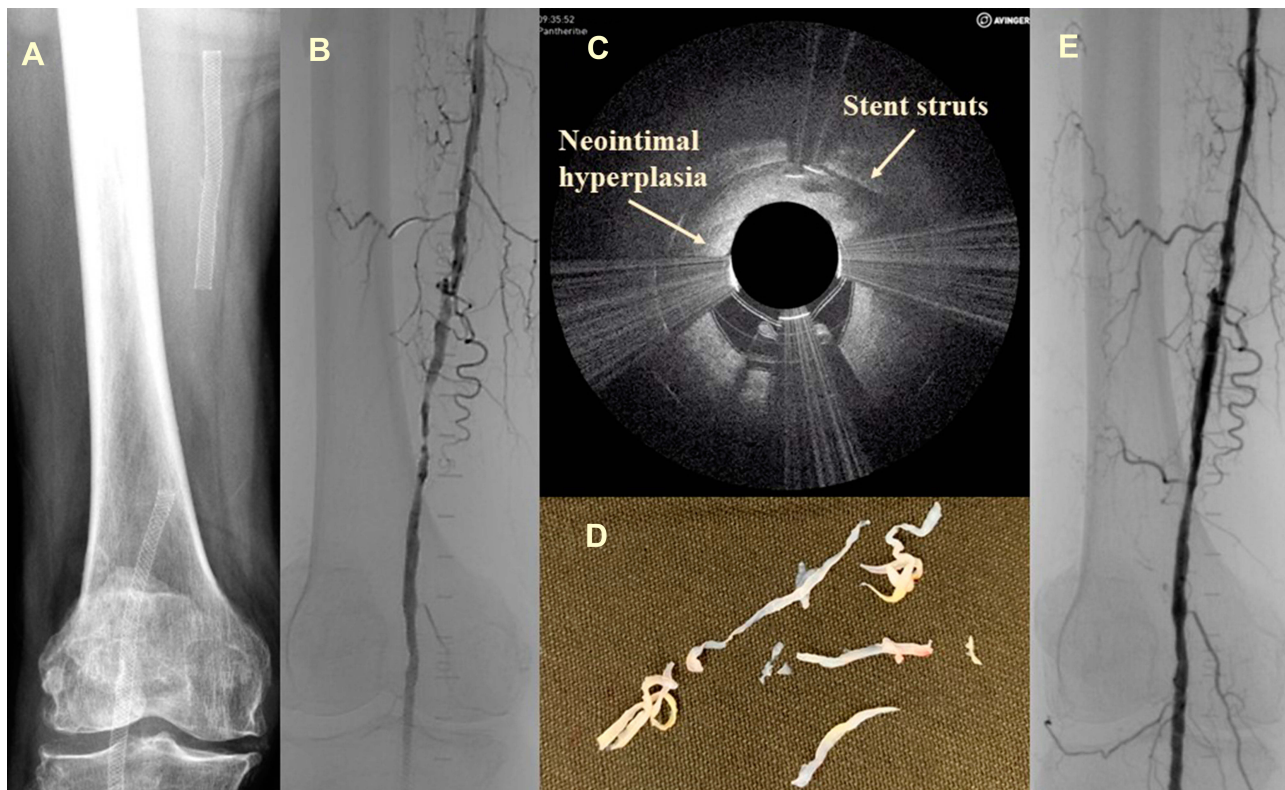 A
B
09:35:52
Pantheris
C
AVINGER
Stent struts
Neointimal
hyperplasia
D
E